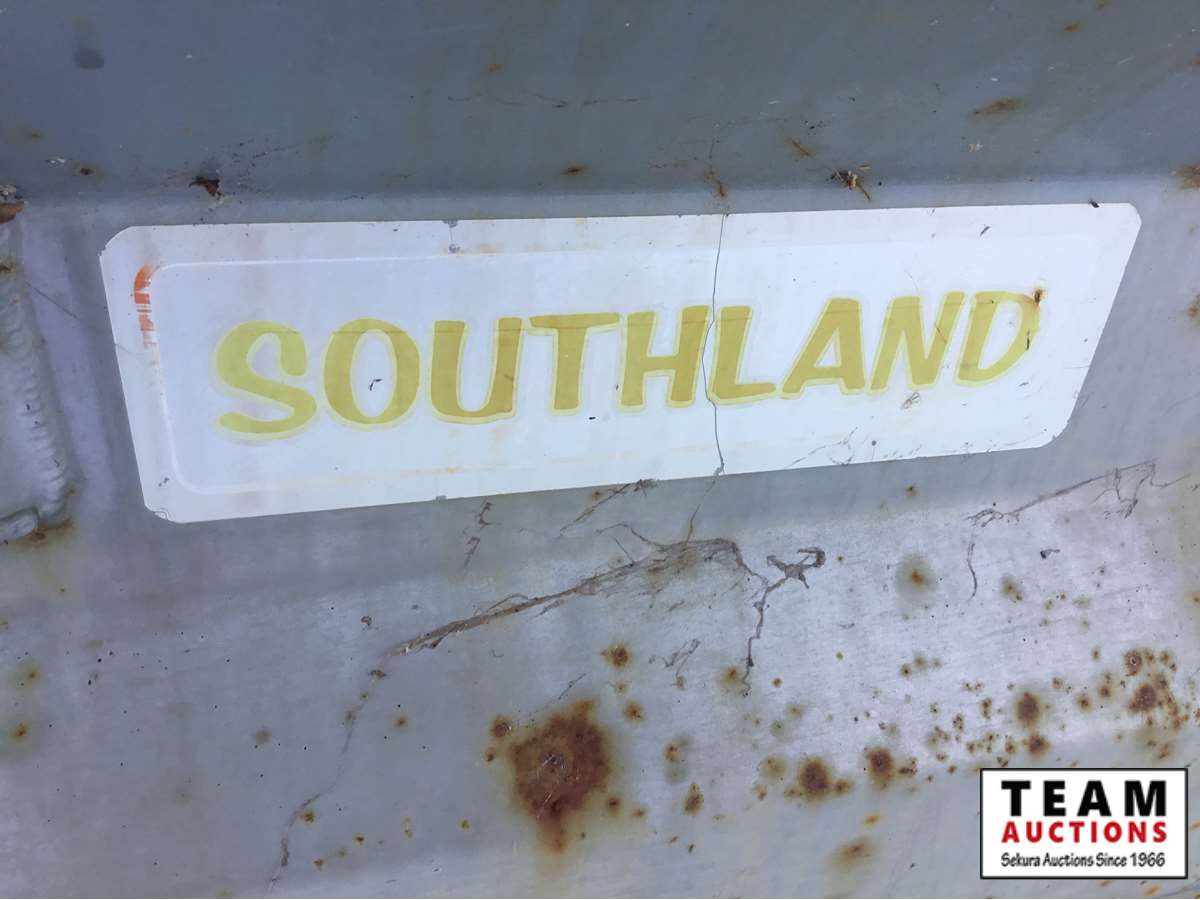 SOUTHLAND
TEAM
AUCTIONS
Sekura Auctions Since 1966